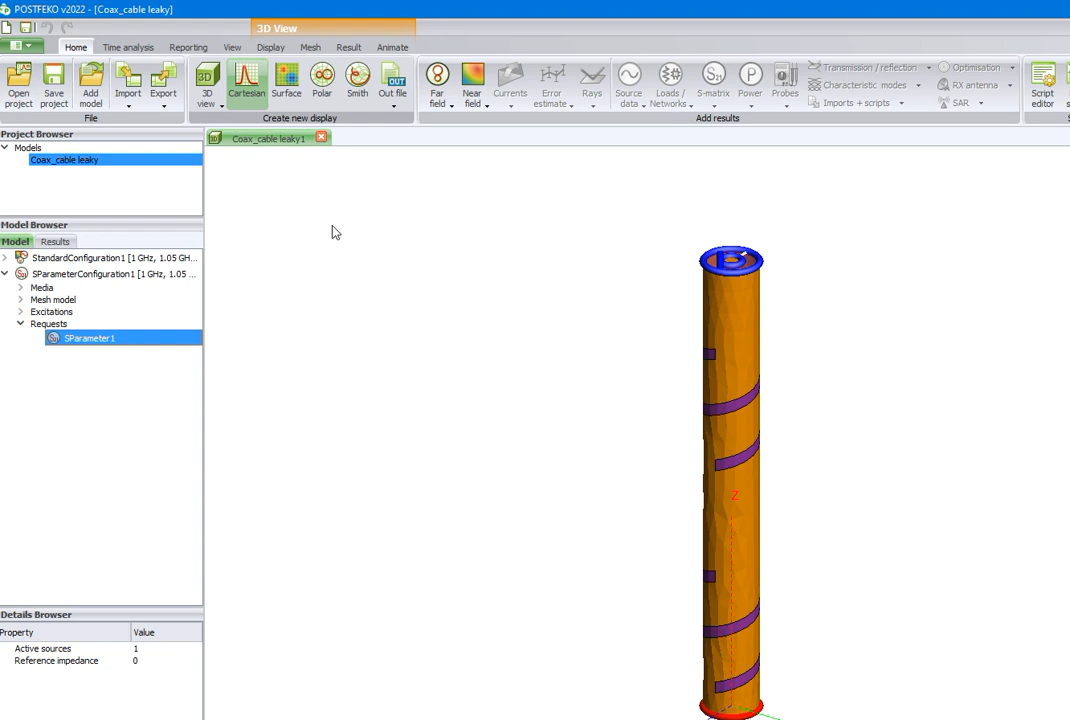 POSTFEKO v2022 - [Coax_cable leaky]
3D View
Home Time analysis Reporting View Display Mesh Result Animate
Open project Save project Add model Import Export 3D view Cartesian Surface Polar Smith Out file Far field Near field Currents Error estimate Rays Source data Loads / Networks S-matrix Power Probes Transmission / reflection Optimisation Script editor
Characteristic modes RX antenna
Imports + scripts SAR
File Create new display Add results
Project Browser Coax_cable leaky1
Models
Coax_cable leaky
Model Browser
Model Results
StandardConfiguration1 [1 GHz, 1.05 GH...
SParameterConfiguration1 [1 GHz, 1.05 ...
Media
Mesh model
Excitations
Requests
SParameter1
Z
Details Browser
Property Value
Active sources 1
Reference impedance 0